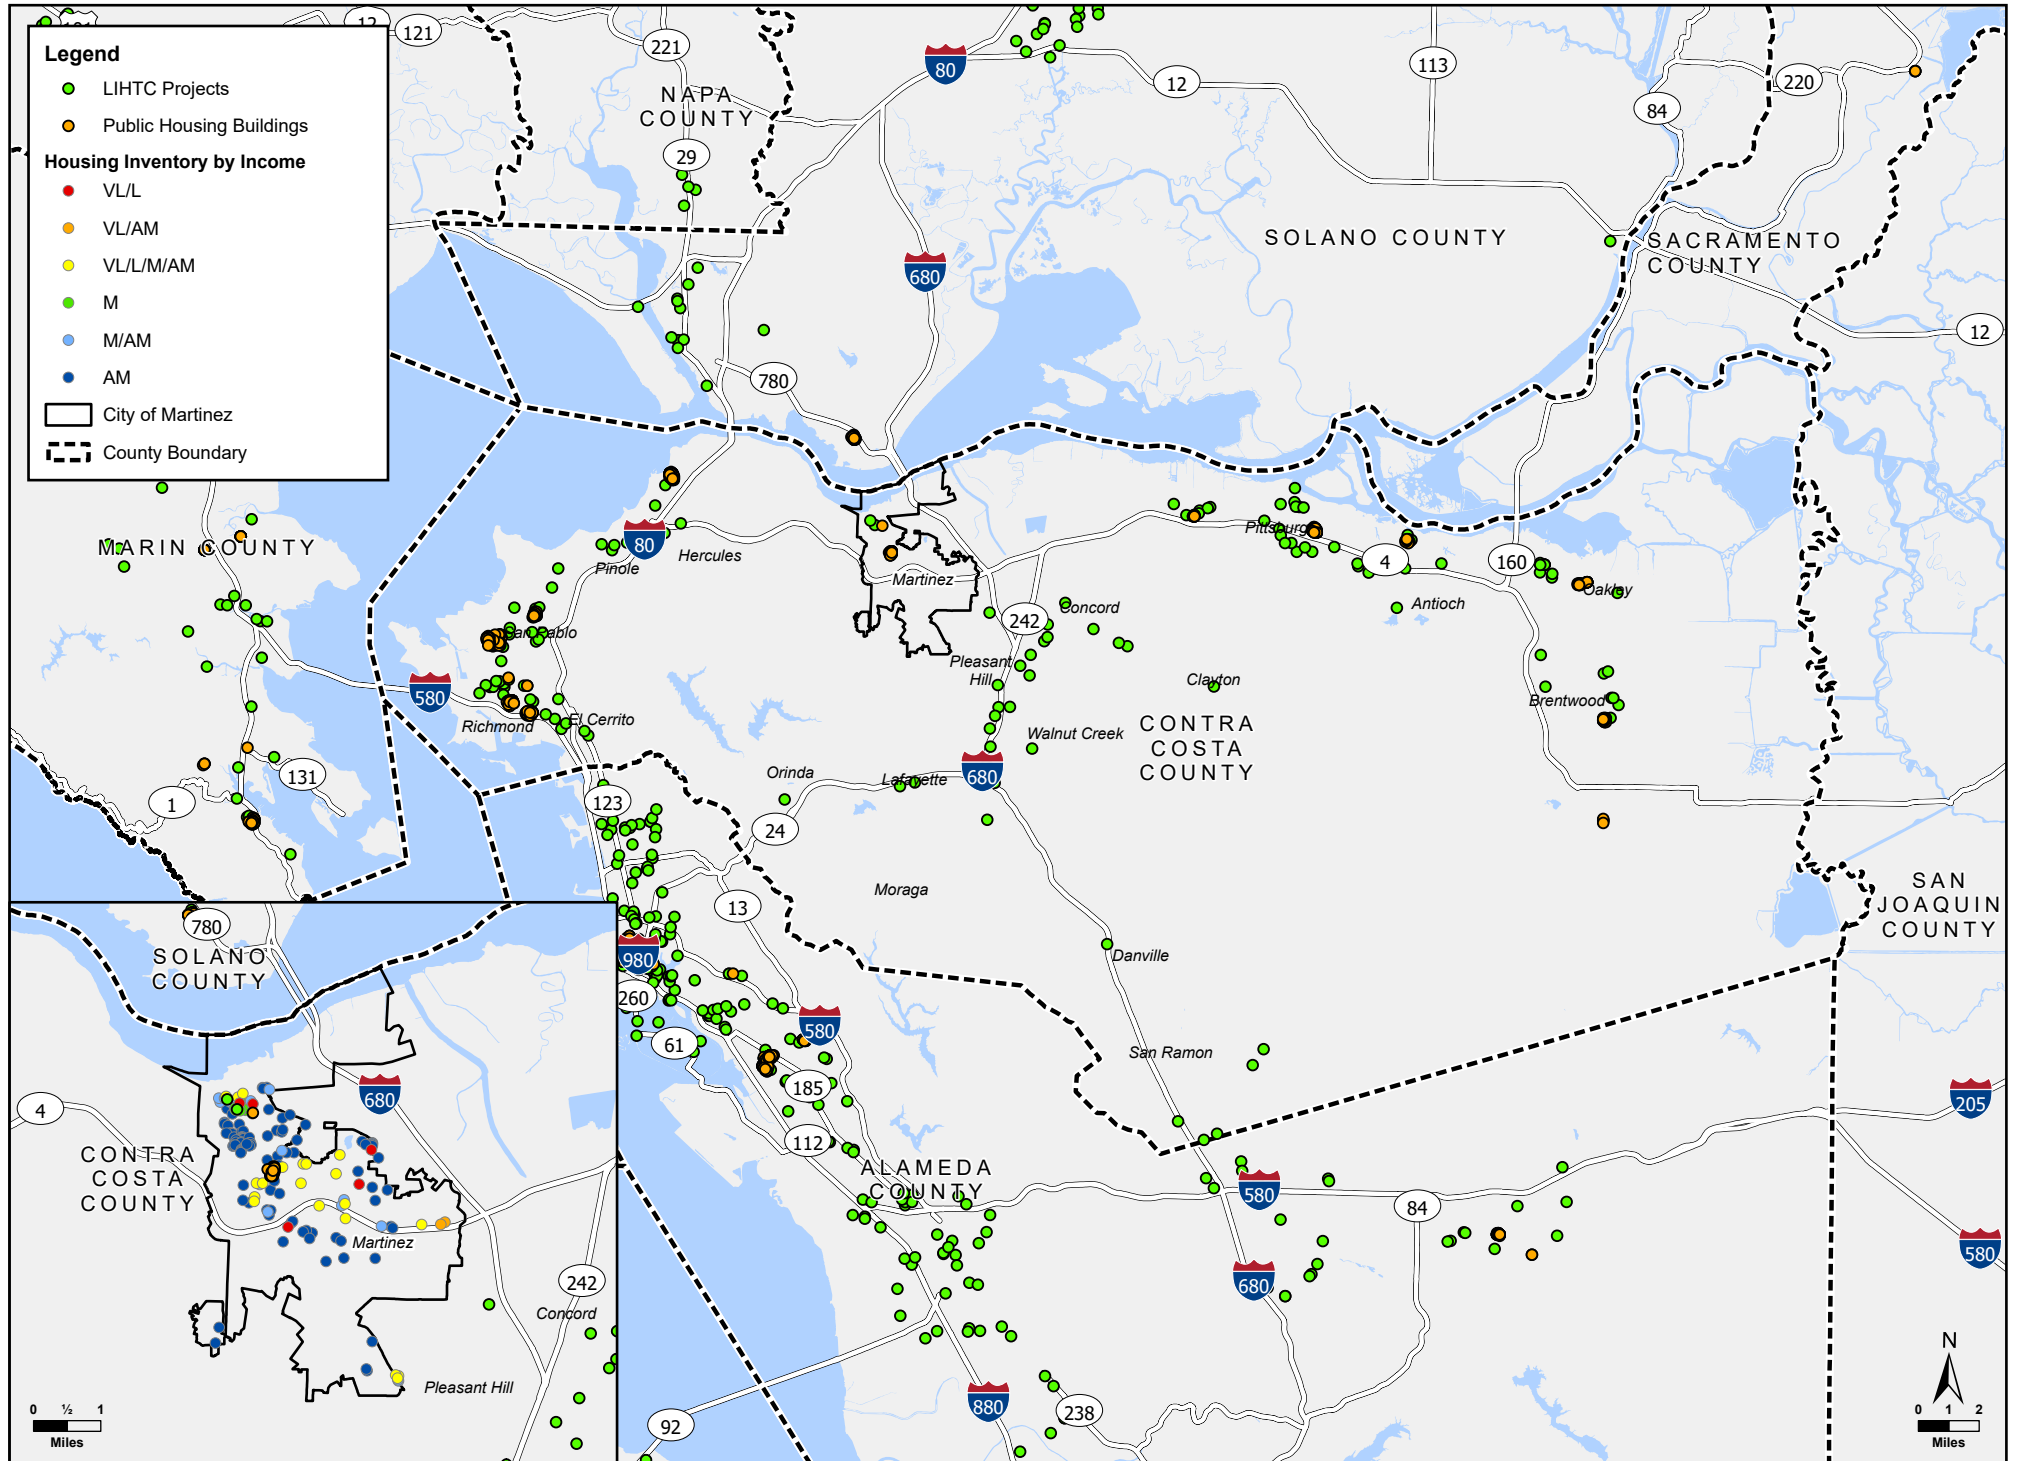 Legend
LIHTC Projects
Public Housing Buildings
Housing Inventory by Income
VL/L
VL/AM
VL/L/M/AM
M
M/AM
AM
City of Martinez
County Boundary
12
121
221
80
12
113
220
84
NAPA
COUNTY
29
SOLANO COUNTY
SACRAMENTO
COUNTY
680
12
780
MARIN COUNTY
80
Hercules
Pinole
Martinez
Pittsburg
4
160
Antioch
Oakley
San Pablo
242
Concord
Pleasant
Hill
Clayton
580
Richmond
El Cerrito
Brentwood
Walnut Creek
CONTRA
COSTA
COUNTY
Orinda
Lafayette
680
131
1
123
24
Moraga
13
SAN
JOAQUIN
COUNTY
Danville
980
260
61
580
San Ramon
185
112
205
ALAMEDA
COUNTY
580
84
580
680
880
238
92
780
SOLANO
COUNTY
4
680
CONTRA
COSTA
COUNTY
Martinez
242
Concord
Pleasant Hill
0 ½ 1
Miles
N
0 1 2
Miles